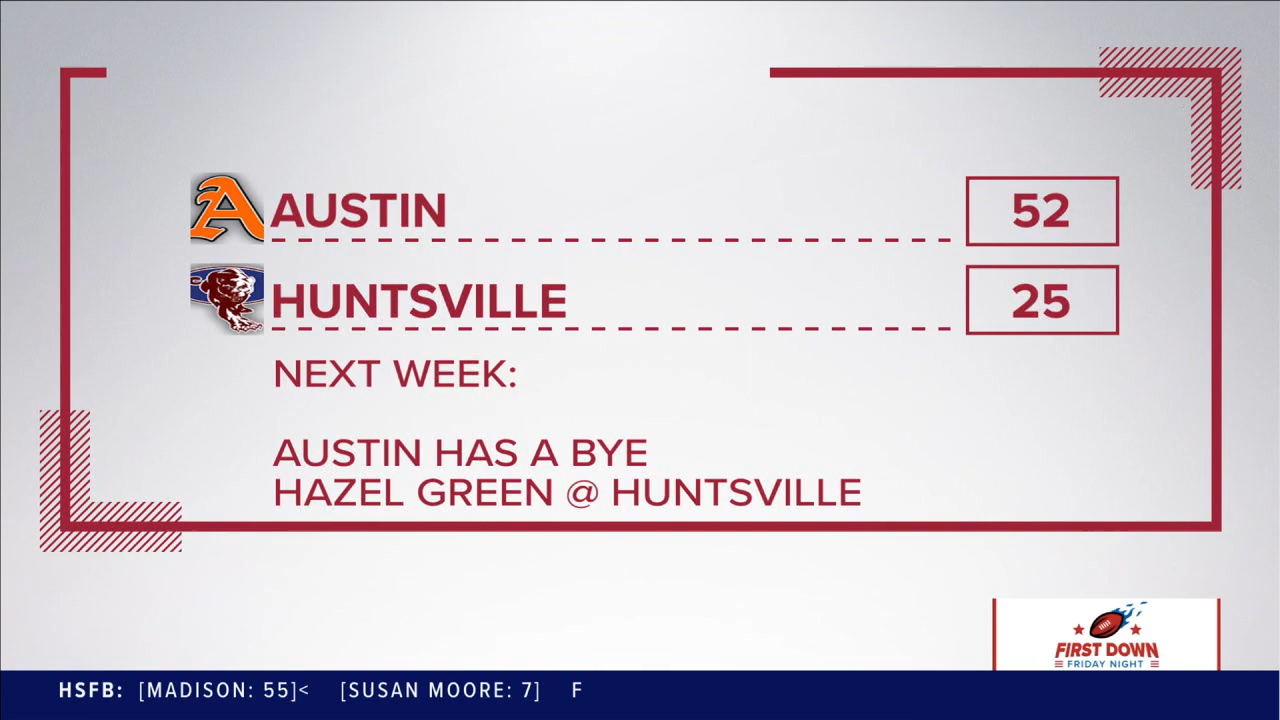 A AUSTIN 52
HUNTSVILLE 25
NEXT WEEK:
AUSTIN HAS A BYE
HAZEL GREEN @ HUNTSVILLE
FIRST DOWN
FRIDAY NIGHT
HSFB: [MADISON: 55]< [SUSAN MOORE: 7] F